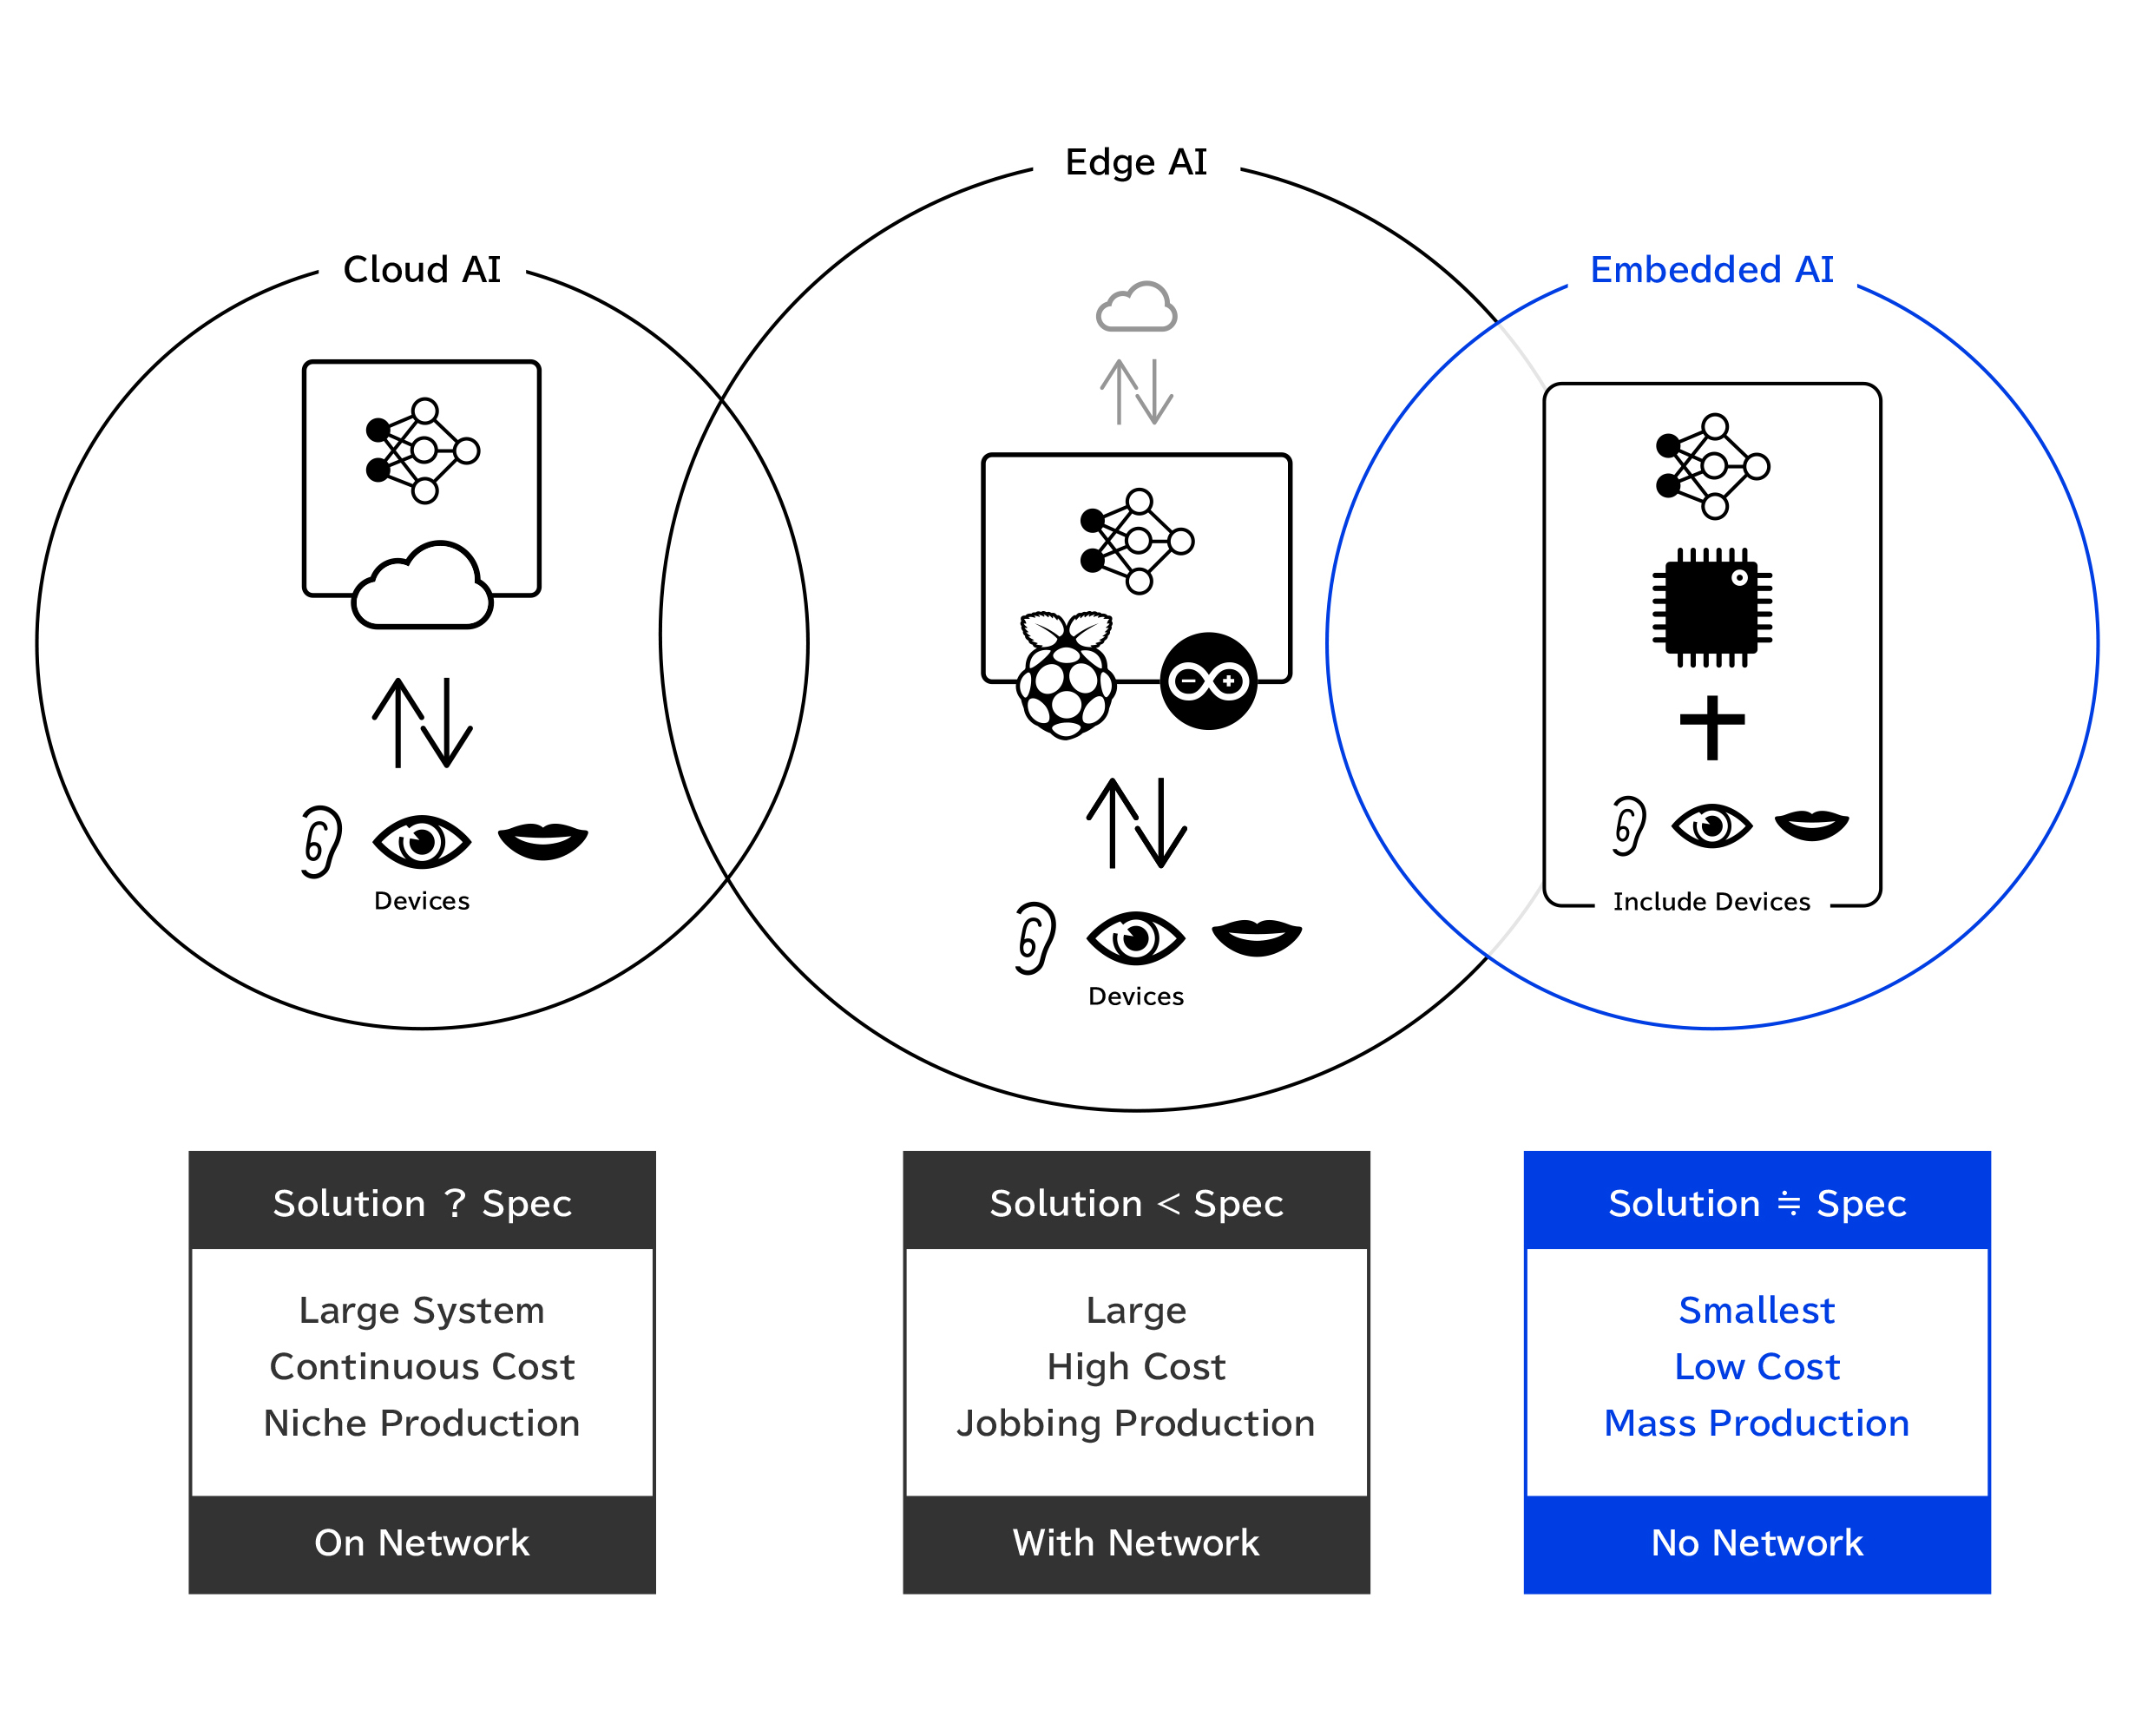 Edge AI
Cloud AI
Embedded AI
Devices
Include Devices
Devices
Solution ? Spec
Large System
Continuous Cost
Niche Production
On Network
Solution < Spec
Large
High Cost
Jobbing Production
With Network
Solution ≒ Spec
Smallest
Low Cost
Mass Production
No Network